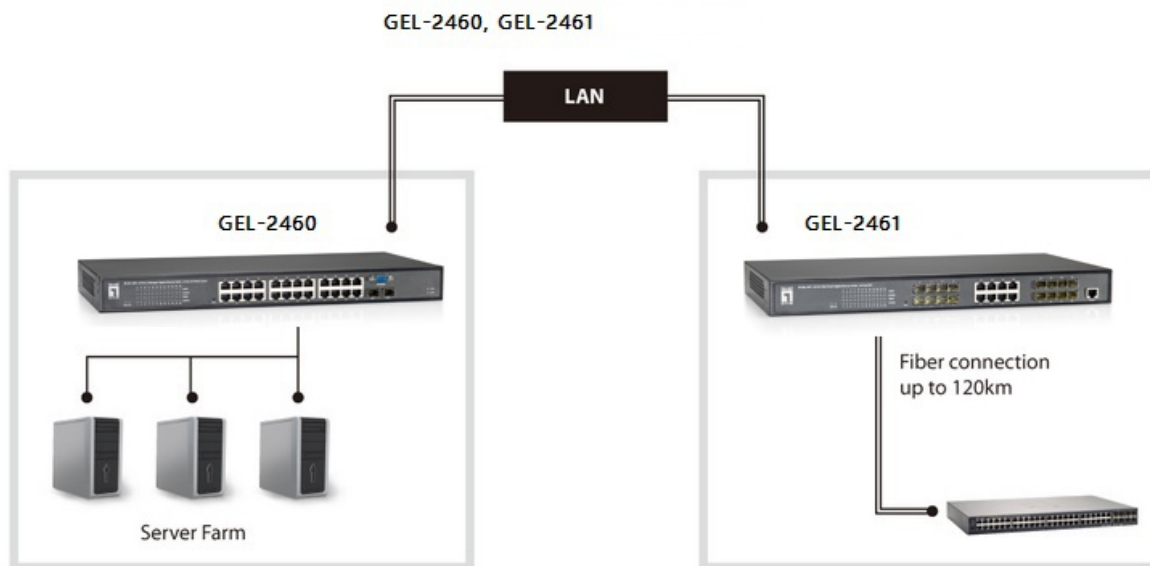 GEL-2460, GEL-2461
LAN
GEL-2460
GEL-2461
Fiber connection
up to 120km
Server Farm